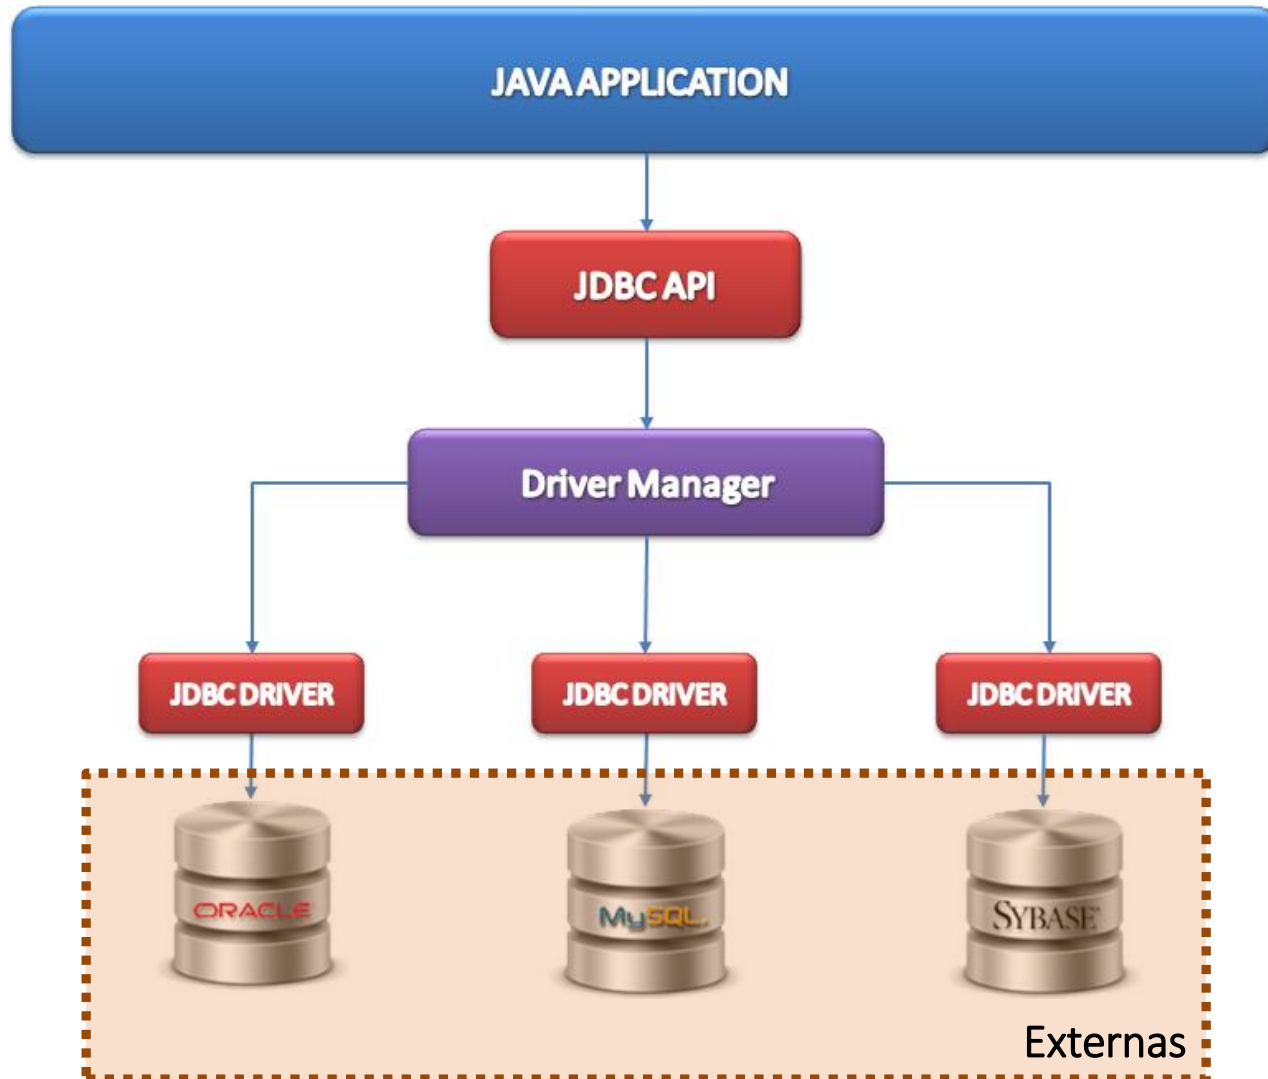 JAVA APPLICATION
JDBC API
Driver Manager
JDBC DRIVER
JDBC DRIVER
JDBC DRIVER
ORACLE
MySQL.
SYBASE
Externas